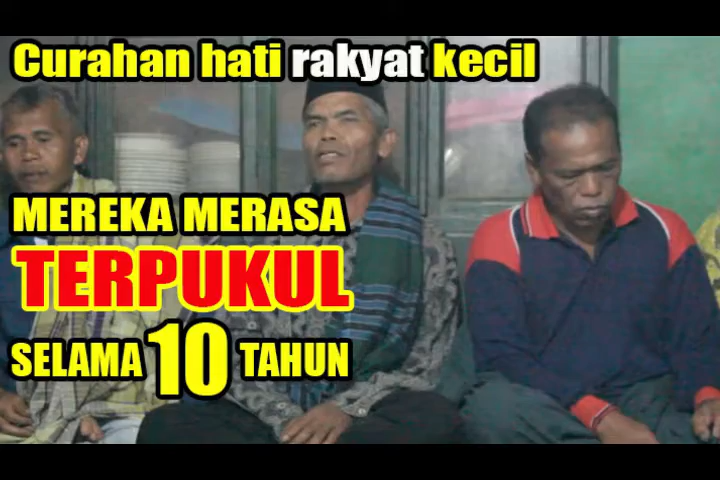 Curahan hati rakyat kecil
MEREKA MERASA
TERPUKUL
SELAMA 10 TAHUN